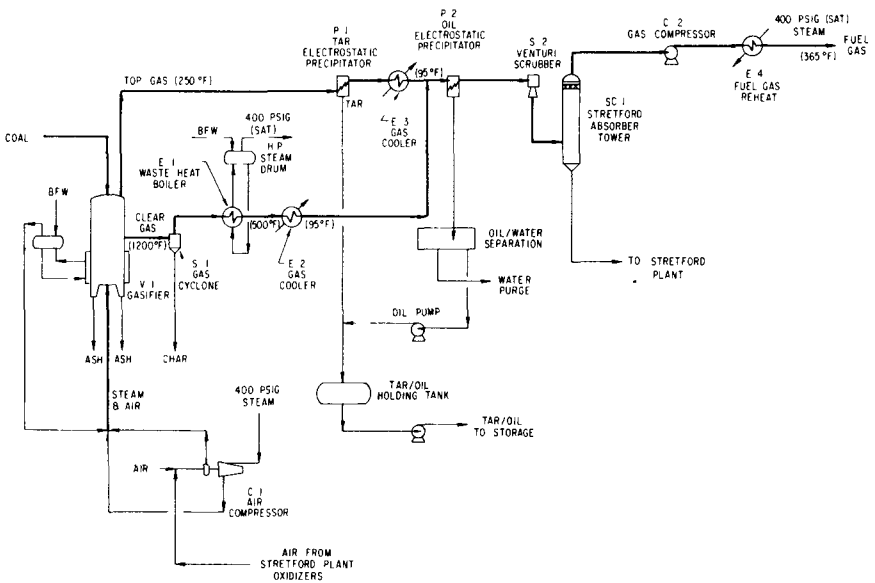 P. 1
TAR
ELECTROSTATIC
PRECIPITATOR
P. 2
OIL
ELECTROSTATIC
PRECIPITATOR
S. 2
VENTURI
SCRUBBER
C. 2
GAS COMPRESSOR
400 PSIG (SAT)
STEAM
FUEL
GAS
(365°F)
E. 4
FUEL GAS
REHEAT
TOP GAS (250°F)
(95°F)
TAR
E. 3
GAS
COOLER
SC. 1
STRETFORD
ABSORBER
TOWER
COAL
BFW
400 PSIG
(SAT)
H.P.
STEAM
DRUM
E. 1
WASTE HEAT
BOILER
BFW
CLEAR
GAS
(1200°F)
(500°F)
(95°F)
S. 1
GAS
CYCLONE
E. 2
GAS
COOLER
V. 1
GASIFIER
OIL/WATER
SEPARATION
TO STRETFORD
PLANT
WATER
PURGE
OIL PUMP
ASH
ASH
CHAR
STEAM
& AIR
400 PSIG
STEAM
TAR/OIL
HOLDING TANK
TAR/OIL
TO STORAGE
AIR
C. 1
AIR
COMPRESSOR
AIR FROM
STRETFORD PLANT
OXIDIZERS